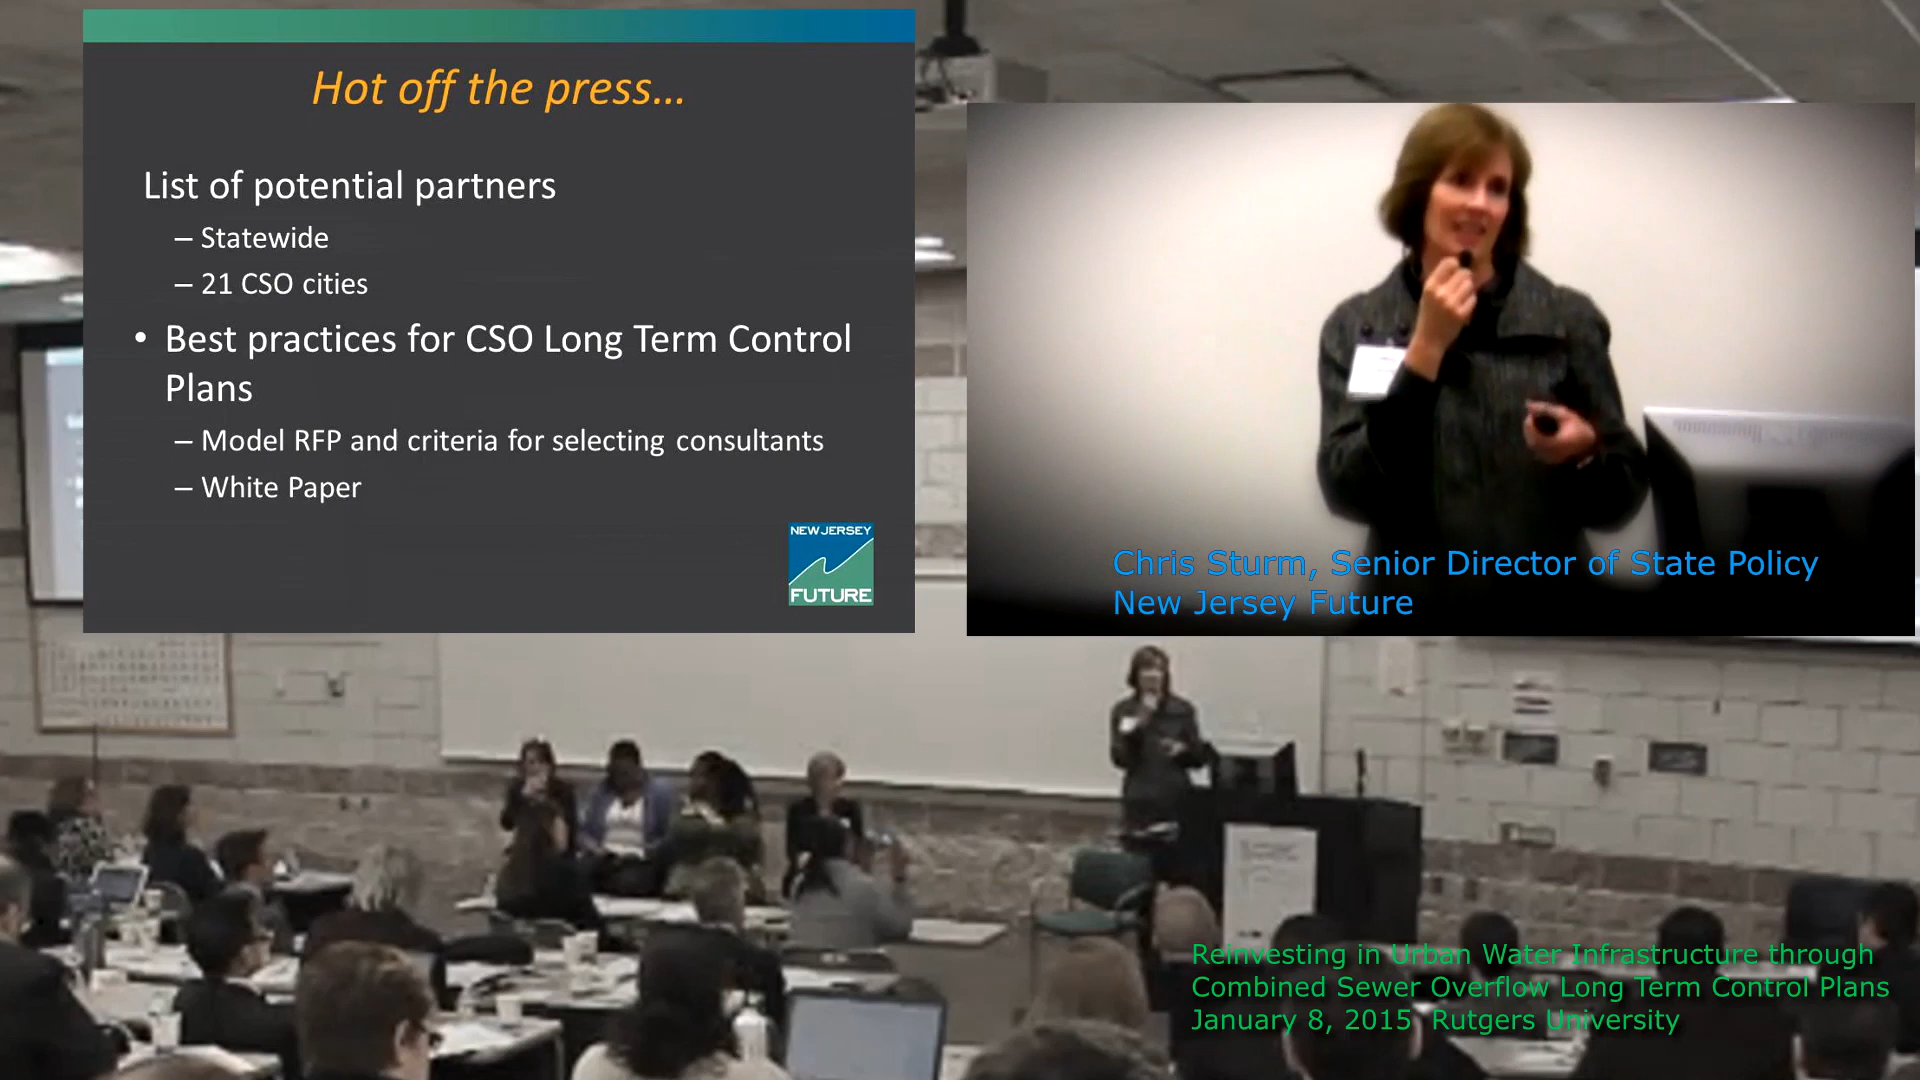 Hot off the press...
List of potential partners
– Statewide
– 21 CSO cities
• Best practices for CSO Long Term Control
Plans
– Model RFP and criteria for selecting consultants
– White Paper
NEW JERSEY
FUTURE
Chris Sturm, Senior Director of State Policy
New Jersey Future
Reinvesting in Urban Water Infrastructure through
Combined Sewer Overflow Long Term Control Plans
January 8, 2015 Rutgers University